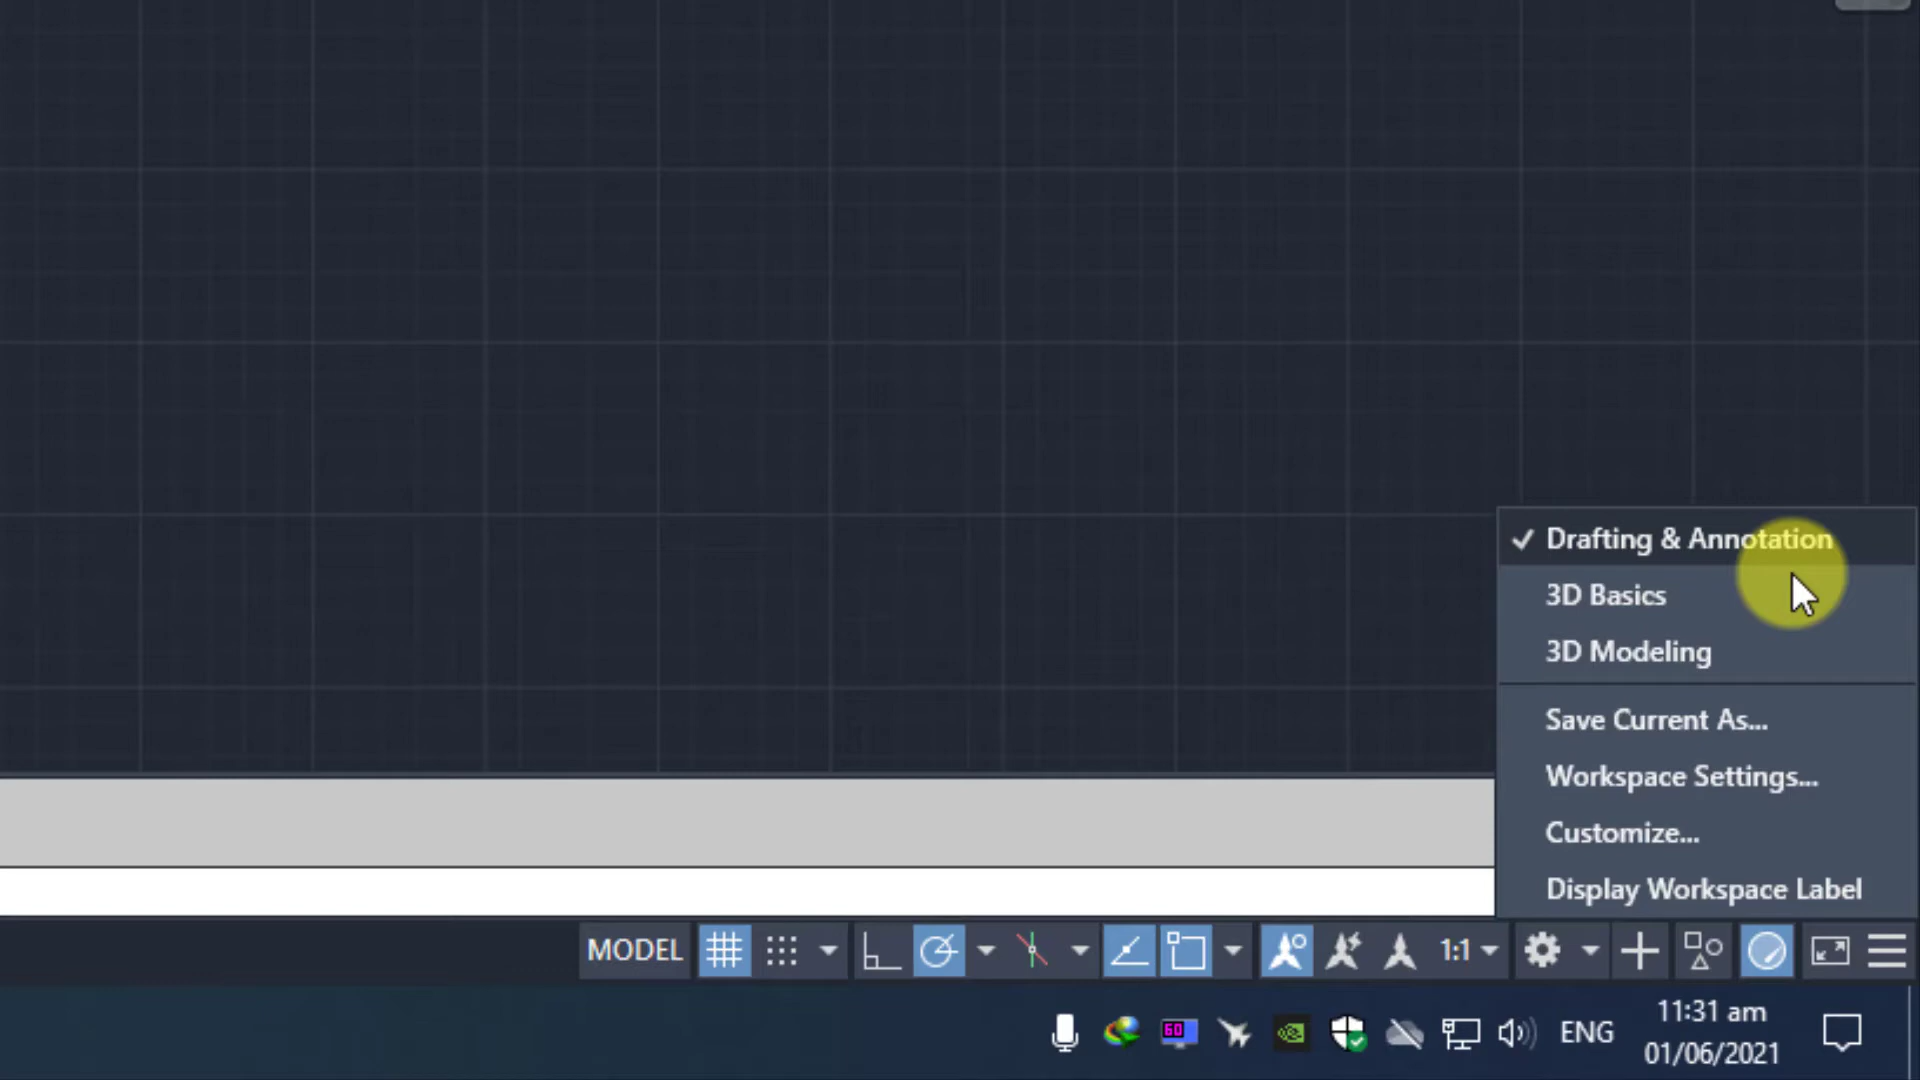 ✓ Drafting & Annotation
3D Basics
3D Modeling
Save Current As...
Workspace Settings...
Customize...
Display Workspace Label
MODEL 1:1
60 ENG 11:31 am
01/06/2021